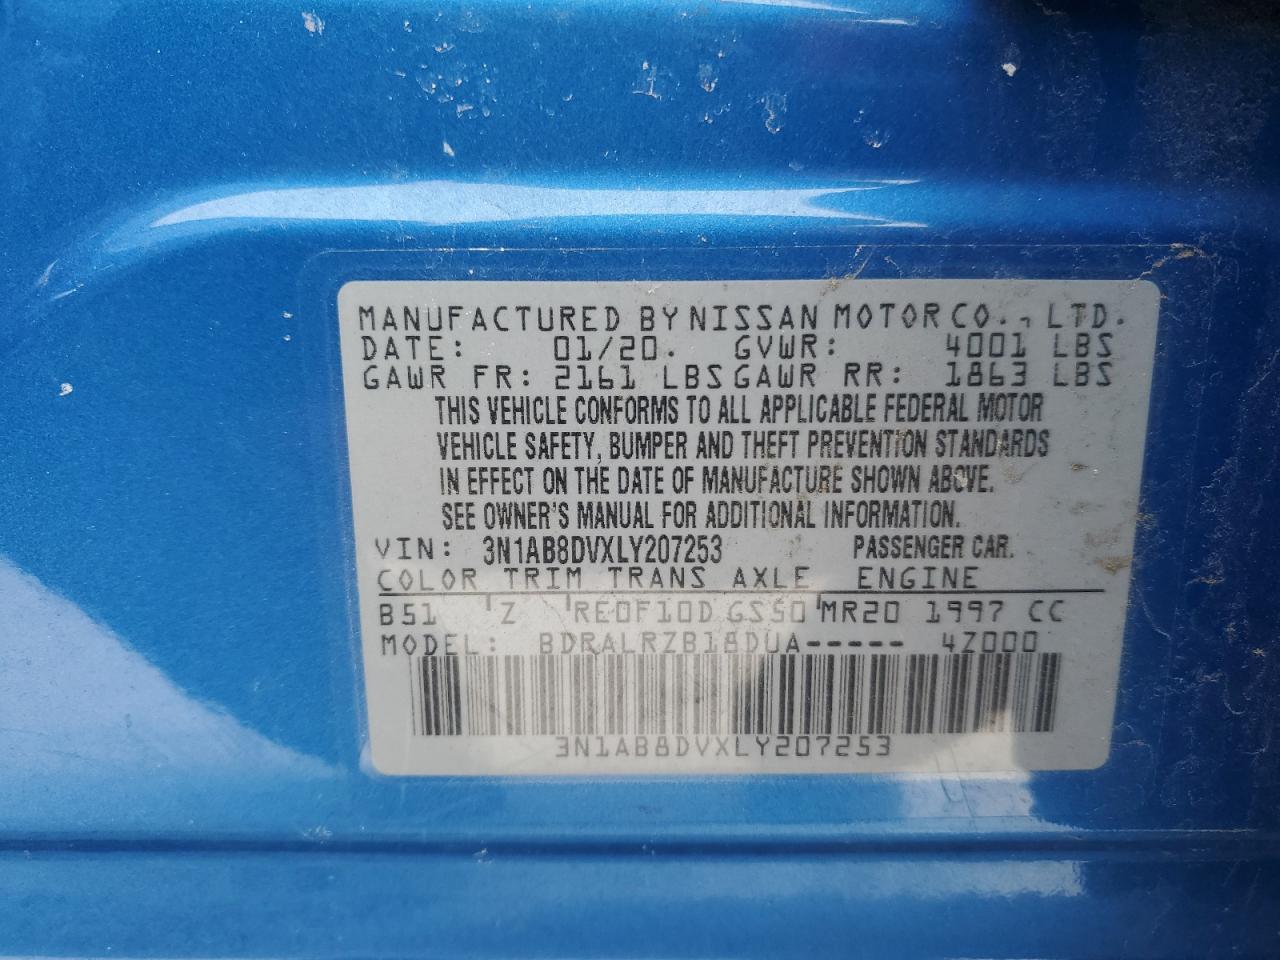 MANUFACTURED BY NISSAN MOTOR CO., LTD.
DATE: 01/20. GVWR: 4001 LBS
GAWR FR: 2161 LBS GAWR RR: 1863 LBS
THIS VEHICLE CONFORMS TO ALL APPLICABLE FEDERAL MOTOR
VEHICLE SAFETY, BUMPER AND THEFT PREVENTION STANDARDS
IN EFFECT ON THE DATE OF MANUFACTURE SHOWN ABOVE.
SEE OWNER'S MANUAL FOR ADDITIONAL INFORMATION.
VIN: 3N1AB8DVXLY207253 PASSENGER CAR.
COLOR TRIM TRANS AXLE ENGINE
B51 Z RE0F10D GS50 MR20 1997 CC
MODEL: BDRALRZB18DUA----- 4Z000
3N1AB8DVXLY207253